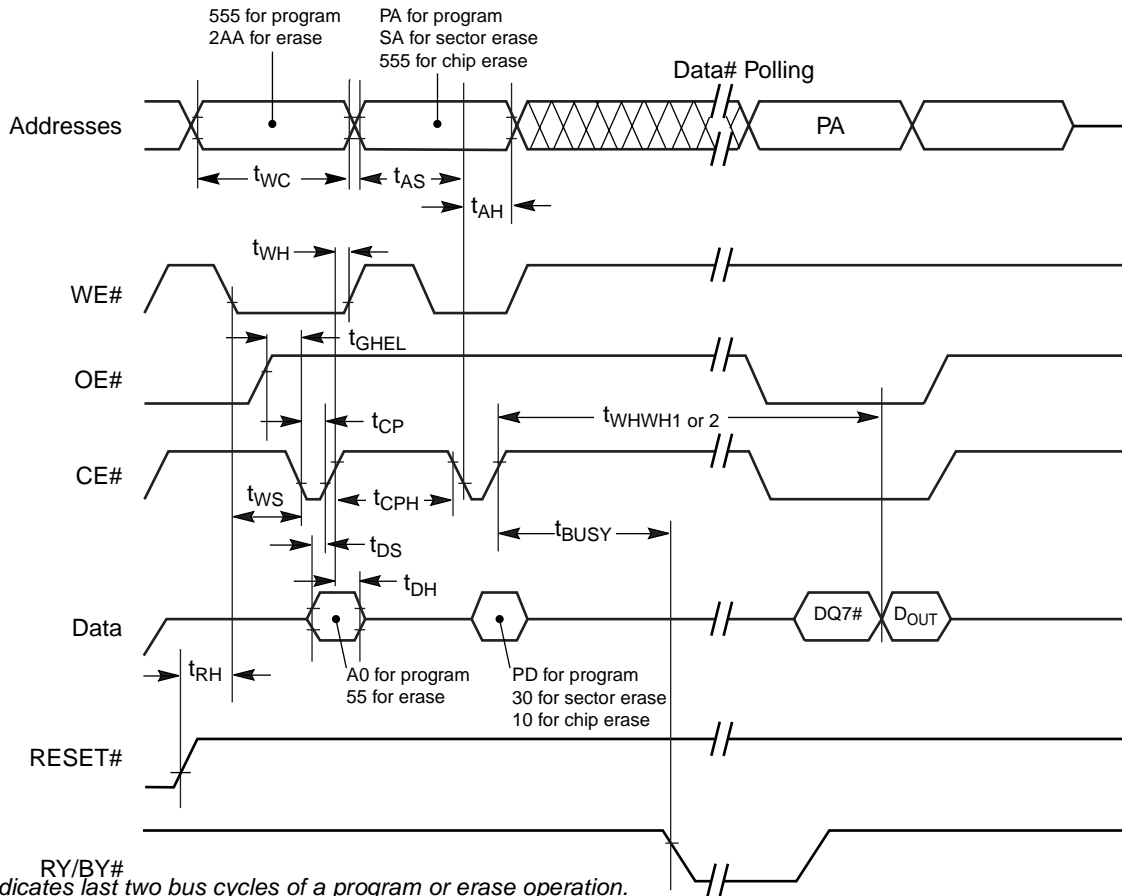 555 for program
2AA for erase
PA for program
SA for sector erase
555 for chip erase
Data# Polling
Addresses
PA
tWC
tAS
tAH
tWH
WE#
tGHEL
OE#
tWHWH1 or 2
tCP
CE#
tWS
tCPH
tBUSY
tDS
tDH
Data
DQ7#
DOUT
tRH
A0 for program
55 for erase
PD for program
30 for sector erase
10 for chip erase
RESET#
RY/BY#
dicates last two bus cycles of a program or erase operation.